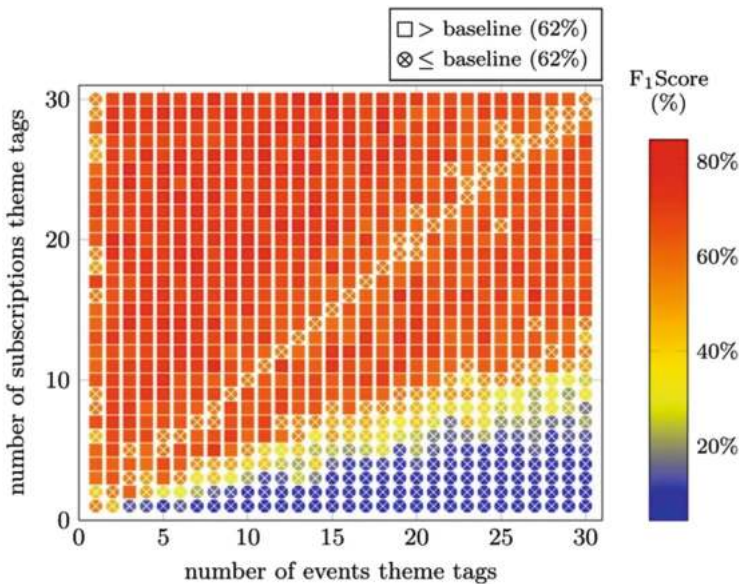 □ > baseline (62%)
⊗ ≤ baseline (62%)
F₁Score
(%)
number of subscriptions theme tags
30
20
10
0
0 5 10 15 20 25 30
number of events theme tags
80%
60%
40%
20%